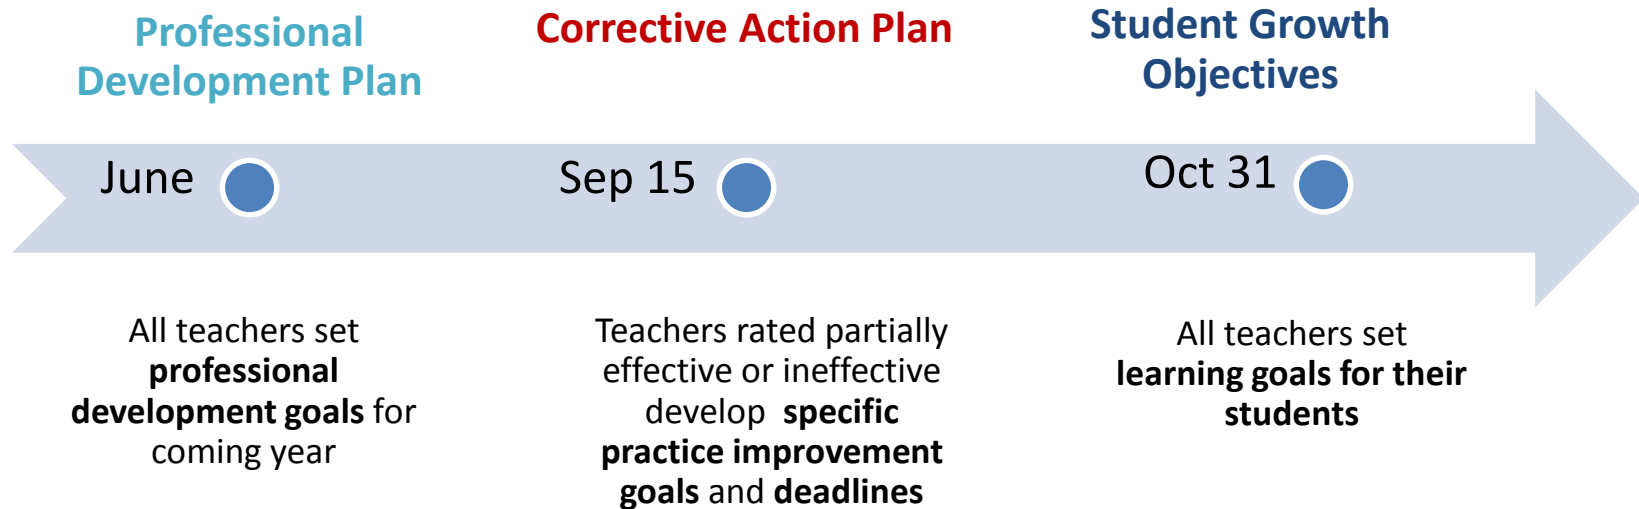 Professional
Development Plan
Corrective Action Plan
Student Growth
Objectives
June
Sep 15
Oct 31
All teachers set
professional
development goals for
coming year
Teachers rated partially
effective or ineffective
develop specific
practice improvement
goals and deadlines
All teachers set
learning goals for their
students